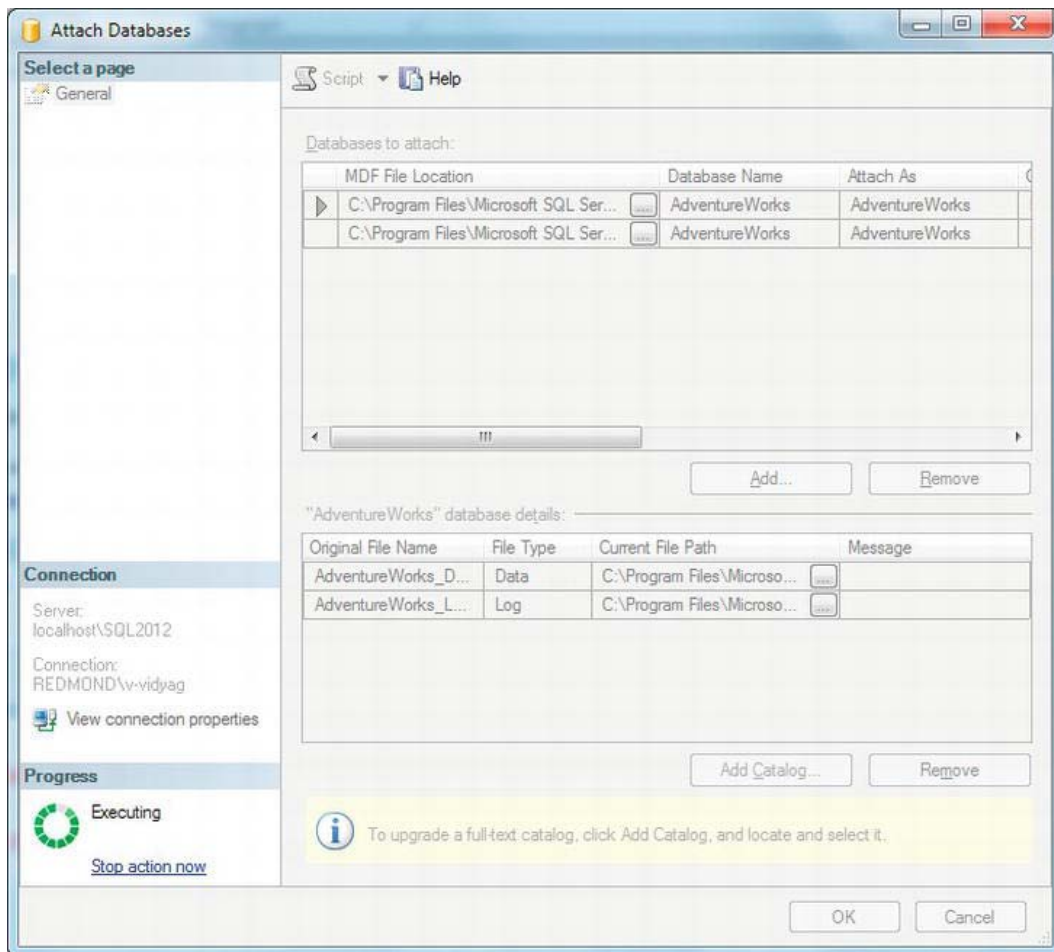 Attach Databases
Select a page
General
Script Help
Databases to attach:
MDF File Location Database Name Attach As
C:\Program Files\Microsoft SQL Ser... ... AdventureWorks AdventureWorks
C:\Program Files\Microsoft SQL Ser... ... AdventureWorks AdventureWorks
Add... Remove
"AdventureWorks" database details:
Original File Name File Type Current File Path Message
AdventureWorks_D... Data C:\Program Files\Microso... ...
AdventureWorks_L... Log C:\Program Files\Microso... ...
Add Catalog... Remove
To upgrade a full-text catalog, click Add Catalog, and locate and select it.
Connection
Server:
localhost\SQL2012
Connection:
REDMOND\v-vidyag
View connection properties
Progress
Executing
Stop action now
OK Cancel